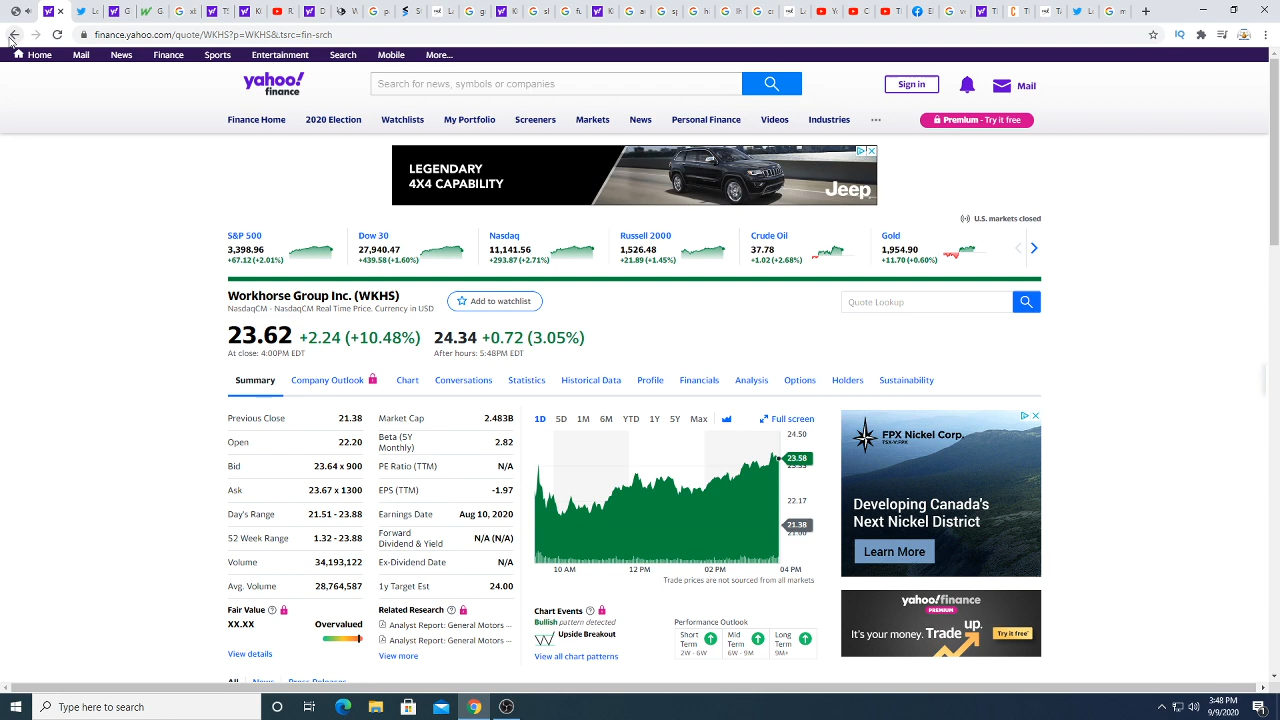 finance.yahoo.com/quote/WKHS?p=WKHS&.tsrc=fin-srch
Home Mail News Finance Sports Entertainment Search Mobile More...
yahoo!
finance
Search for news, symbols or companies
Sign in
Mail
Finance Home 2020 Election Watchlists My Portfolio Screeners Markets News Personal Finance Videos Industries ... Premium - Try it free
LEGENDARY
4X4 CAPABILITY
Jeep
U.S. markets closed
S&P 500 Dow 30 Nasdaq Russell 2000 Crude Oil Gold
3,398.96 27,940.47 11,141.56 1,526.48 37.78 1,954.90
+67.12 (+2.01%) +439.58 (+1.60%) +293.87 (+2.71%) +21.89 (+1.45%) +1.02 (+2.68%) +11.70 (+0.60%)
Workhorse Group Inc. (WKHS)
Add to watchlist
Quote Lookup
NasdaqCM - NasdaqCM Real Time Price. Currency in USD
23.62 +2.24 (+10.48%) 24.34 +0.72 (3.05%)
At close: 4:00PM EDT After hours: 5:48PM EDT
Summary Company Outlook Chart Conversations Statistics Historical Data Profile Financials Analysis Options Holders Sustainability
Previous Close 21.38
Open 22.20
Bid 23.64 x 900
Ask 23.67 x 1300
Day's Range 21.51 - 23.88
52 Week Range 1.32 - 23.88
Volume 34,193,122
Avg. Volume 28,764,587
Market Cap 2.483B
Beta (5Y
Monthly) 2.82
PE Ratio (TTM) N/A
EPS (TTM) -1.97
Earnings Date Aug 10, 2020
Forward
Dividend & Yield N/A (N/A)
Ex-Dividend Date N/A
1y Target Est 24.00
1D 5D 1M 6M YTD 1Y 5Y Max Full screen
24.50
23.58
22.17
21.38
21.00
10 AM 12 PM 02 PM 04 PM
Trade prices are not sourced from all markets
Fair Value
XX.XX Overvalued
View details
Related Research
Analyst Report: General Motors ...
Analyst Report: General Motors ...
View more
Chart Events
Bullish pattern detected
Upside Breakout
View all chart patterns
Performance Outlook
Short
Term
2W - 6W
Mid
Term
6W - 9M
Long
Term
9M+
FPX Nickel Corp.
TSX-V:FPX
Developing Canada's
Next Nickel District
Learn More
yahoo!finance
PREMIUM
It's your money. Trade up.
Try it free*
All News Press Releases
Type here to search
3:48 PM
9/9/2020